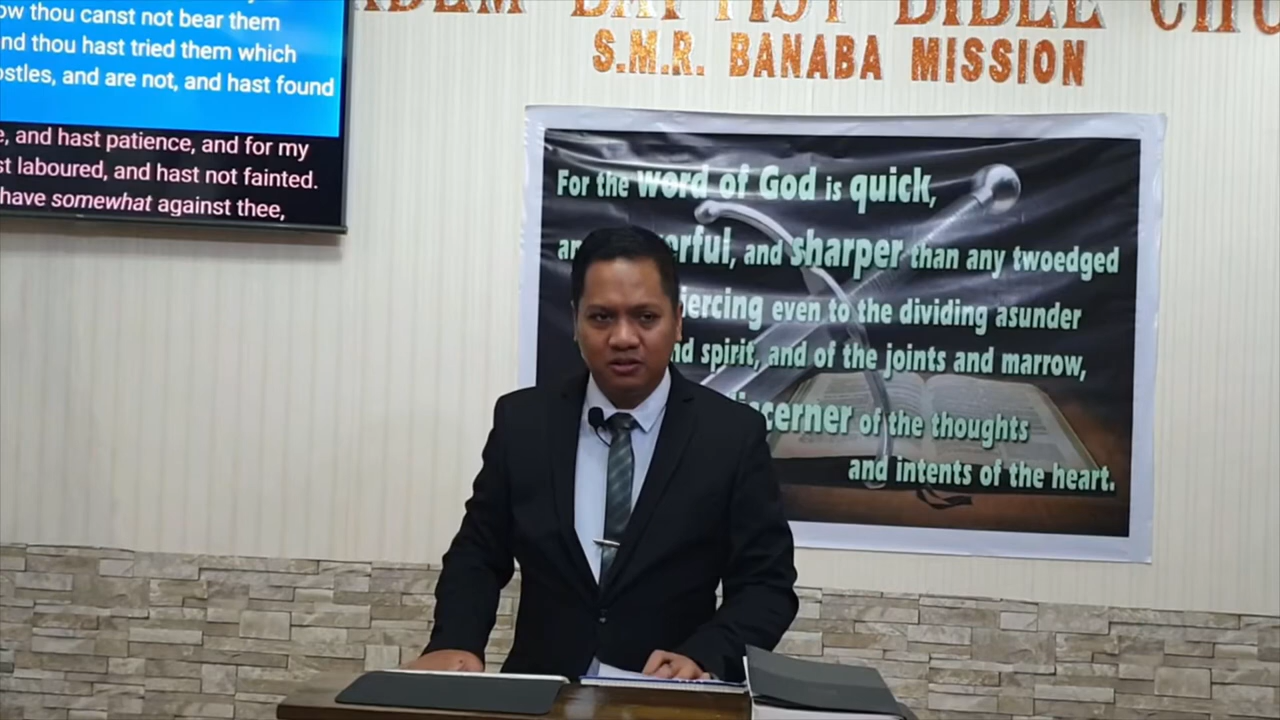 ow thou canst not bear them
nd thou hast tried them which
ostles, and are not, and hast found
e, and hast patience, and for my
st laboured, and hast not fainted.
have somewhat against thee,
BAPTIST BIBLE
S.M.R. BANABA MISSION
For the word of God is quick,
erful, and sharper than any twoedged
iercing even to the dividing asunder
nd spirit, and of the joints and marrow,
cerner of the thoughts
and intents of the heart.